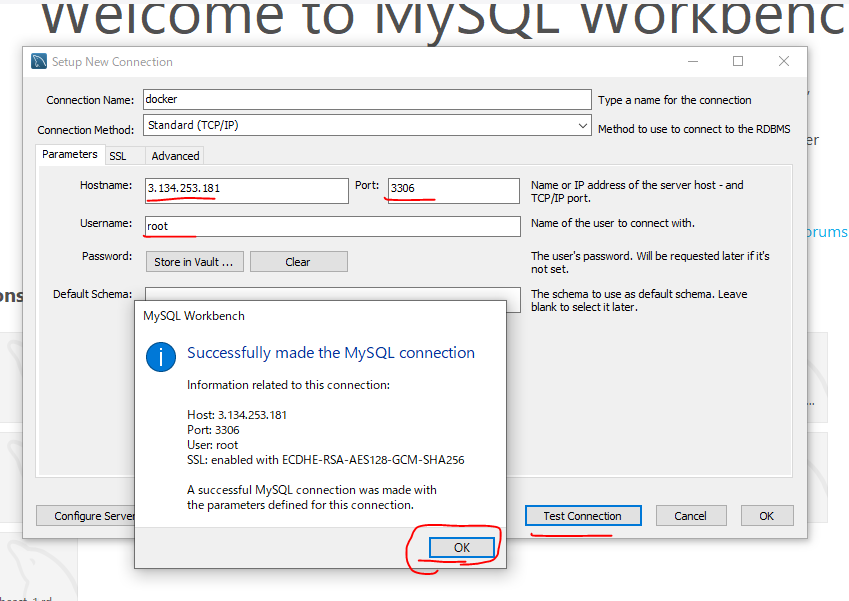 Welcome to MySQL Workbenc
Setup New Connection
Connection Name: docker Type a name for the connection
Connection Method: Standard (TCP/IP) Method to use to connect to the RDBMS
er
Parameters SSL Advanced
Hostname: 3.134.253.181 Port: 3306 Name or IP address of the server host - and
TCP/IP port.
Username: root Name of the user to connect with.
orums
Password: Store in Vault ... Clear The user's password. Will be requested later if it's
not set.
ons
Default Schema: The schema to use as default schema. Leave
blank to select it later.
MySQL Workbench
Successfully made the MySQL connection
Information related to this connection:
...
Host: 3.134.253.181
Port: 3306
User: root
SSL: enabled with ECDHE-RSA-AES128-GCM-SHA256
A successful MySQL connection was made with
the parameters defined for this connection.
Configure Server Test Connection Cancel OK
OK